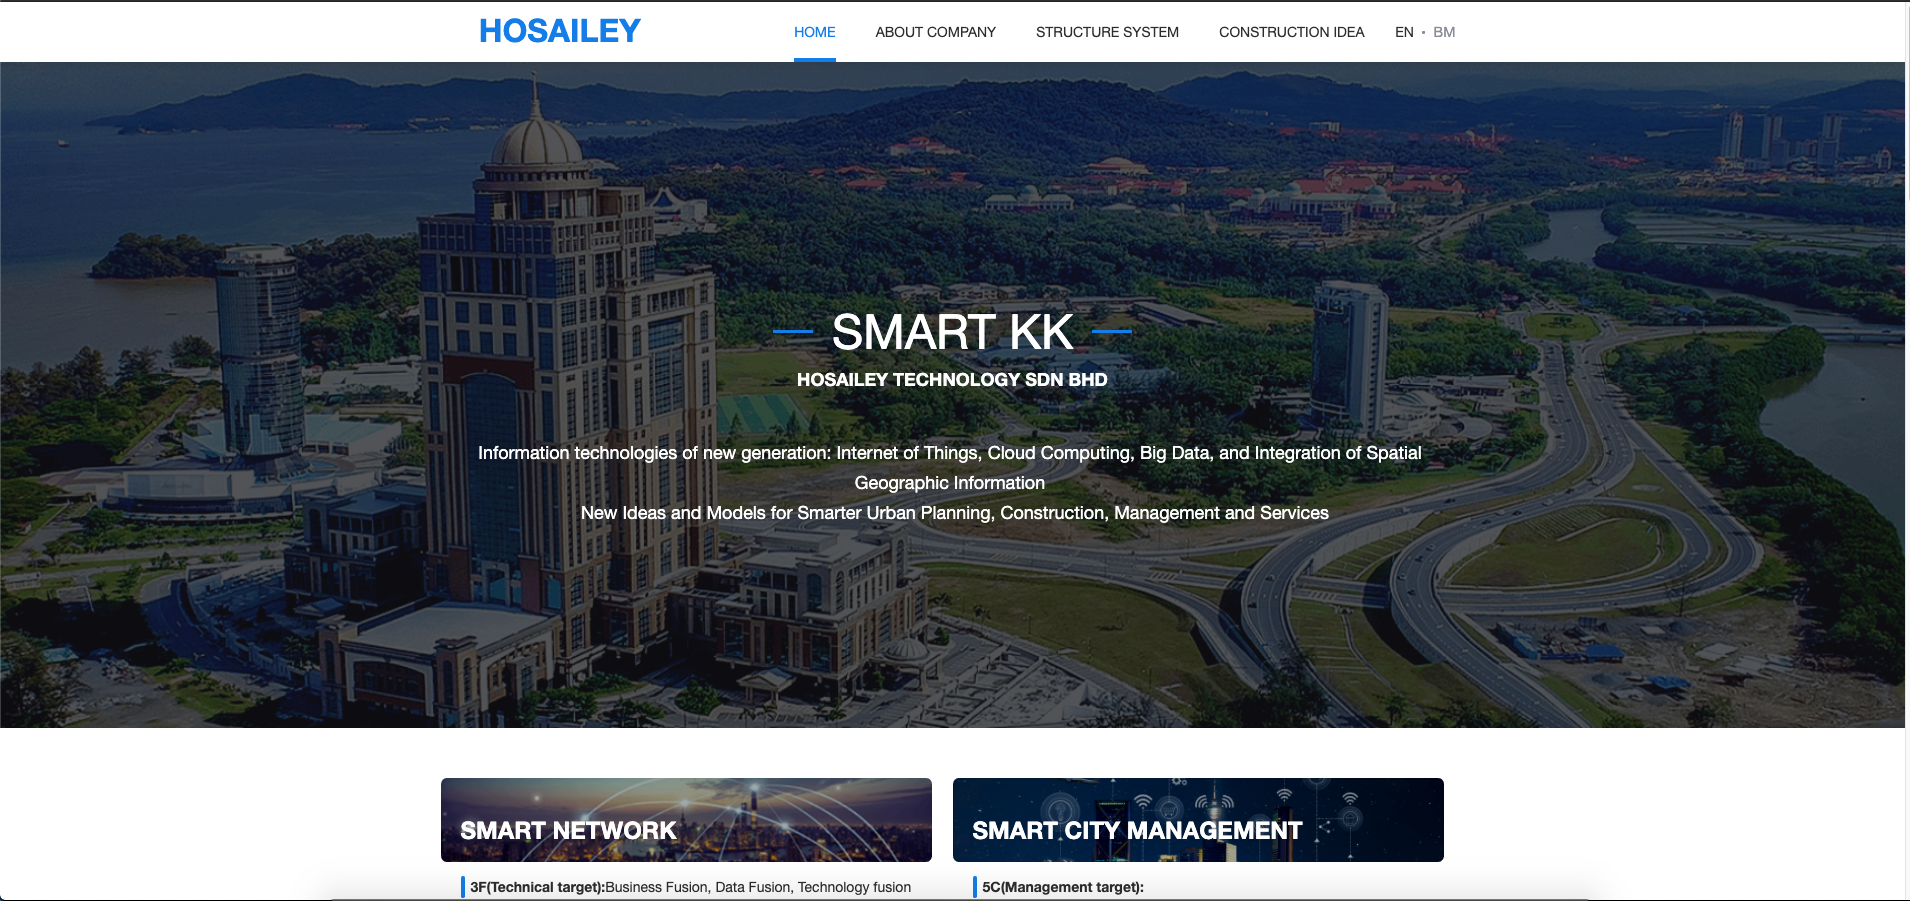 HOSAILEY
HOME
ABOUT COMPANY
STRUCTURE SYSTEM
CONSTRUCTION IDEA
EN • BM
SMART KK
HOSAILEY TECHNOLOGY SDN BHD
Information technologies of new generation: Internet of Things, Cloud Computing, Big Data, and Integration of Spatial
Geographic Information
New Ideas and Models for Smarter Urban Planning, Construction, Management and Services
SMART NETWORK
3F(Technical target):Business Fusion, Data Fusion, Technology fusion
SMART CITY MANAGEMENT
5C(Management target):